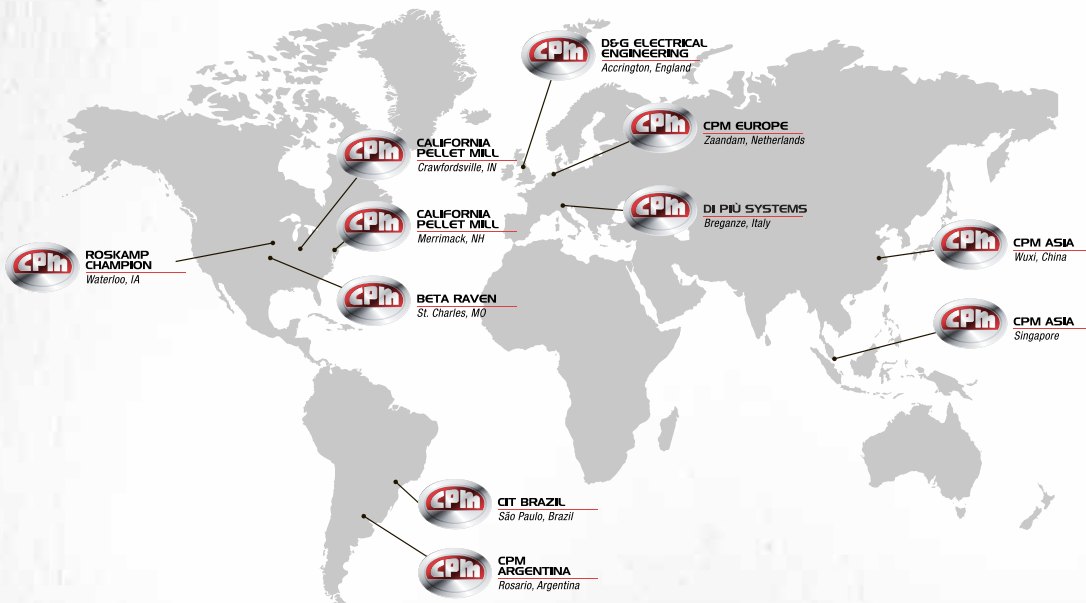 CPM
D&G ELECTRICAL
ENGINEERING
Accrington, England
CPM
CPM EUROPE
Zaandam, Netherlands
CPM
CALIFORNIA
PELLET MILL
Crawfordsville, IN
CPM
DI PIÙ SYSTEMS
Breganze, Italy
CPM
CALIFORNIA
PELLET MILL
Merrimack, NH
CPM
CPM ASIA
Wuxi, China
CPM
ROSKAMP
CHAMPION
Waterloo, IA
CPM
BETA RAVEN
St. Charles, MO
CPM
CPM ASIA
Singapore
CPM
CIT BRAZIL
São Paulo, Brazil
CPM
CPM
ARGENTINA
Rosario, Argentina